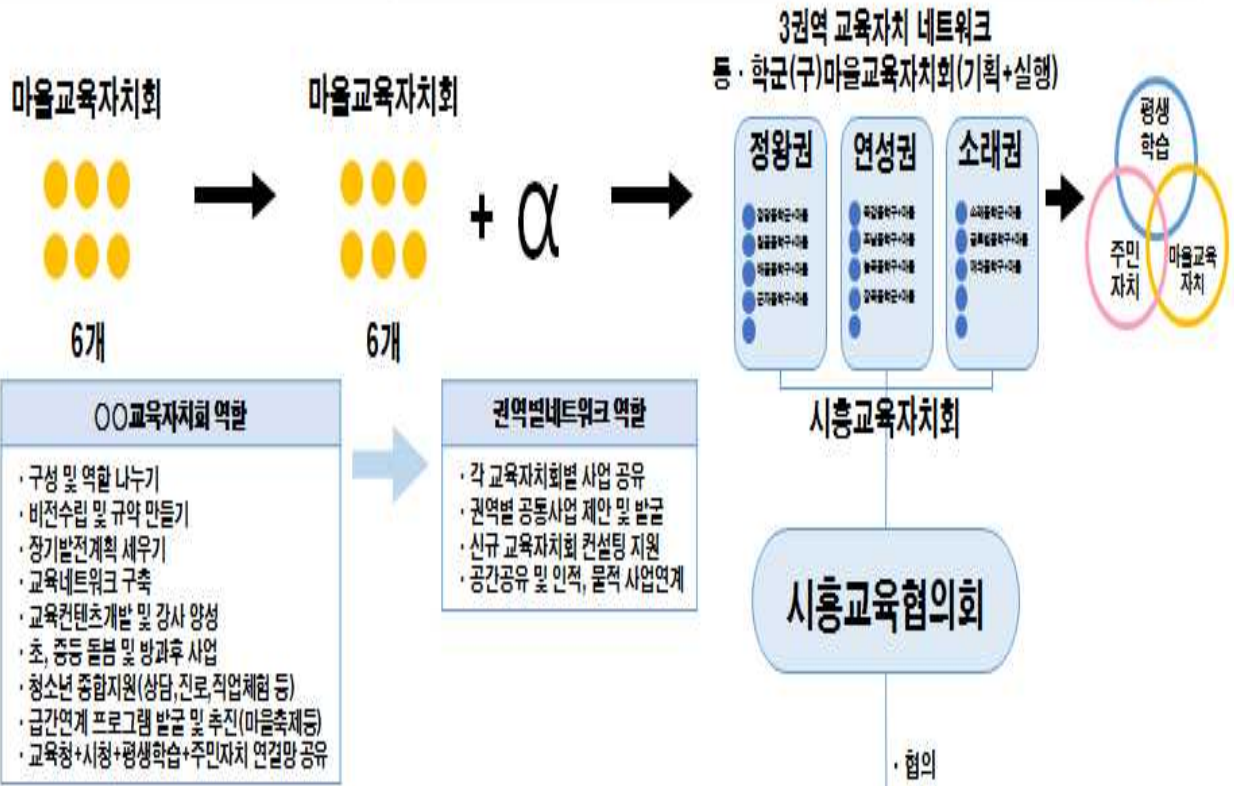 마을교육자치회
6개
마을교육자치회
6개
+ α
3권역 교육자치 네트워크
동·학군(구)마을교육자치회(기획+실행)
정왕권
연성권
소래권
소래중학군+마을
평생
학습
주민
자치
마을교육
자치
시흥교육자치회
시흥교육협의회
· 협의
○○교육자치회 역할
· 구성 및 역할 나누기
· 비전수립 및 규약 만들기
· 장기발전계획 세우기
· 교육네트워크 구축
· 교육컨텐츠개발 및 강사 양성
· 초, 중등 돌봄 및 방과후 사업
· 청소년 종합지원(상담,진로,직업체험 등)
· 급간연계 프로그램 발굴 및 추진(마을축제등)
· 교육청+시청+평생학습+주민자치 연결망 공유
권역별네트워크 역할
· 각 교육자치회별 사업 공유
· 권역별 공동사업 제안 및 발굴
· 신규 교육자치회 컨설팅 지원
· 공간공유 및 인적, 물적 사업연계